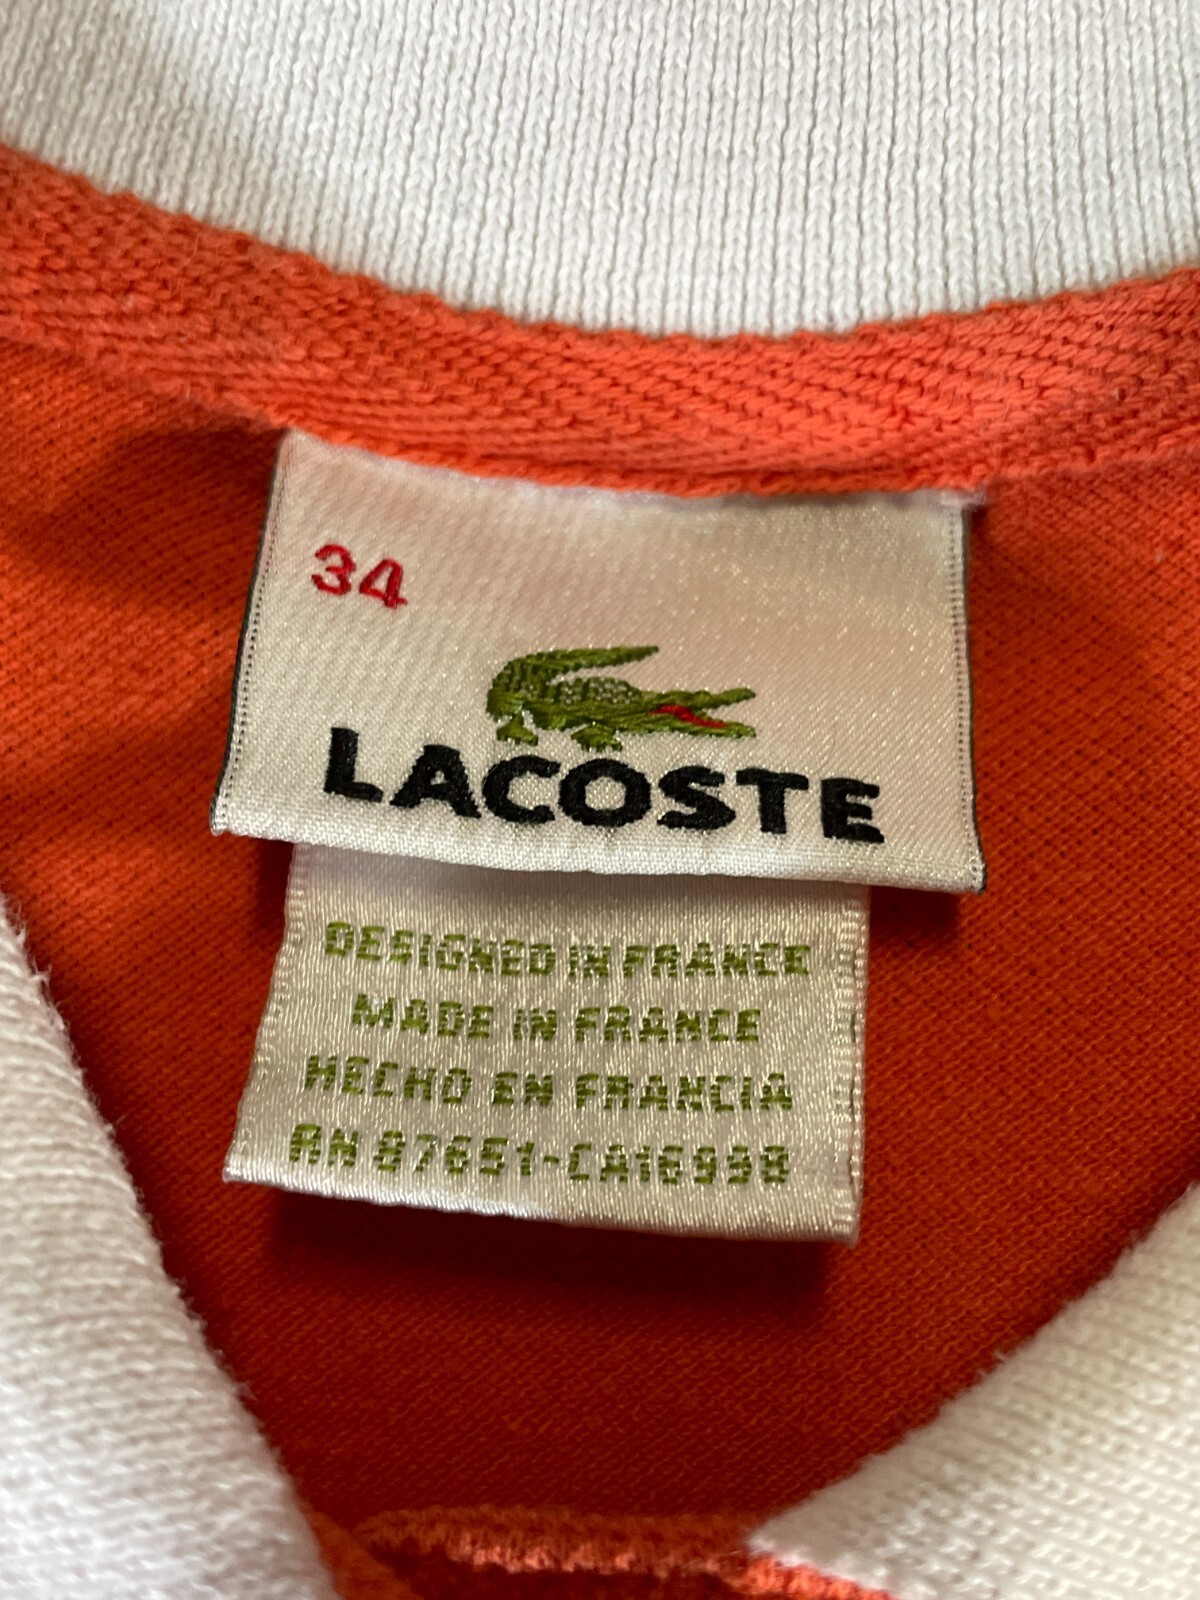 34
LACOSTE
DESIGNED IN FRANCE
MADE IN FRANCE
HECHO EN FRANCIA
RN 87651-CA16998